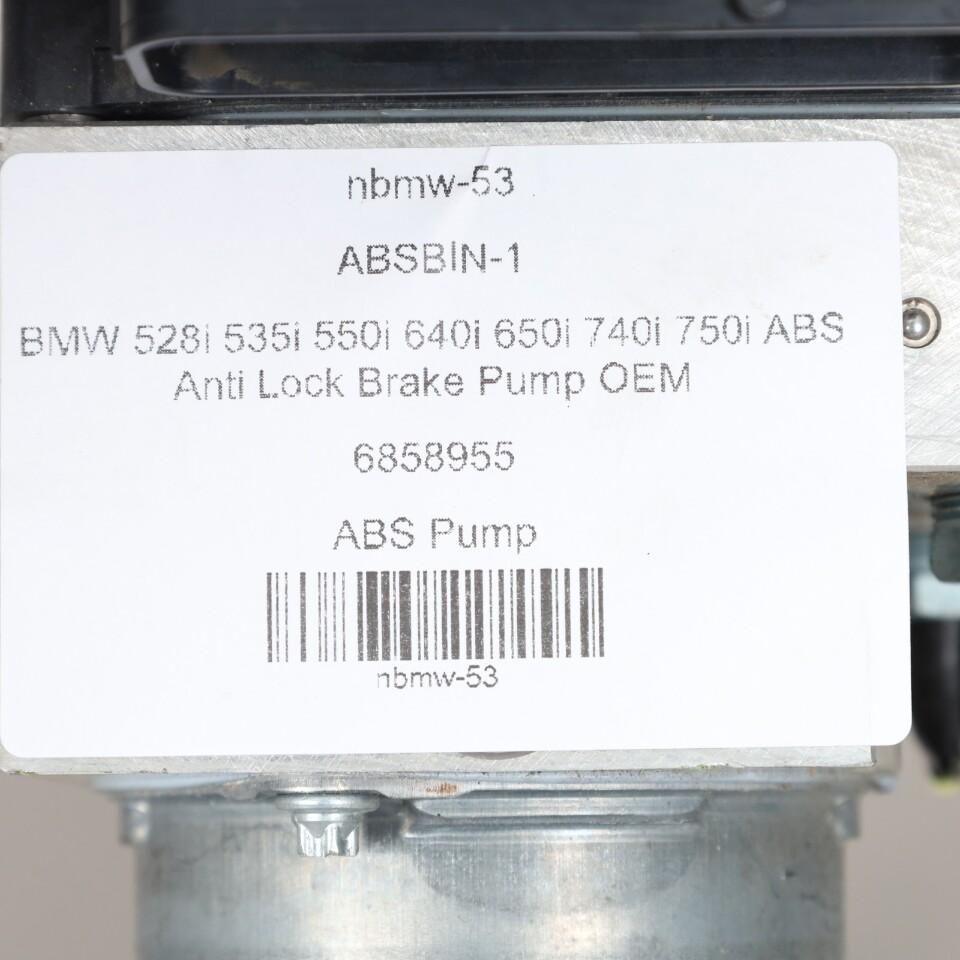 nbmw-53
ABSBIN-1
BMW 528i 535i 550i 640i 650i 740i 750i ABS
Anti Lock Brake Pump OEM
6858955
ABS Pump
nbmw-53